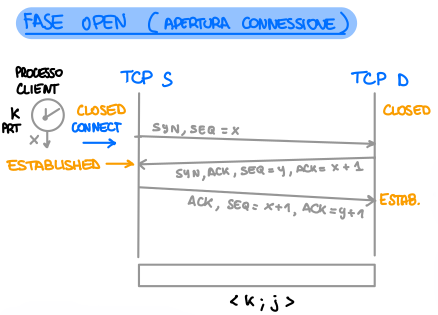 FASE OPEN (APERTURA CONNESSIONE)
PROCESSO
CLIENT
TCP S
TCP D
K
PRT
X
CLOSED
CONNECT
CLOSED
SYN, SEQ = X
ESTABLISHED
SYN, ACK, SEQ = Y, ACK = X + 1
ACK, SEQ = X+1, ACK = Y+1
ESTAB.
< K ; J >